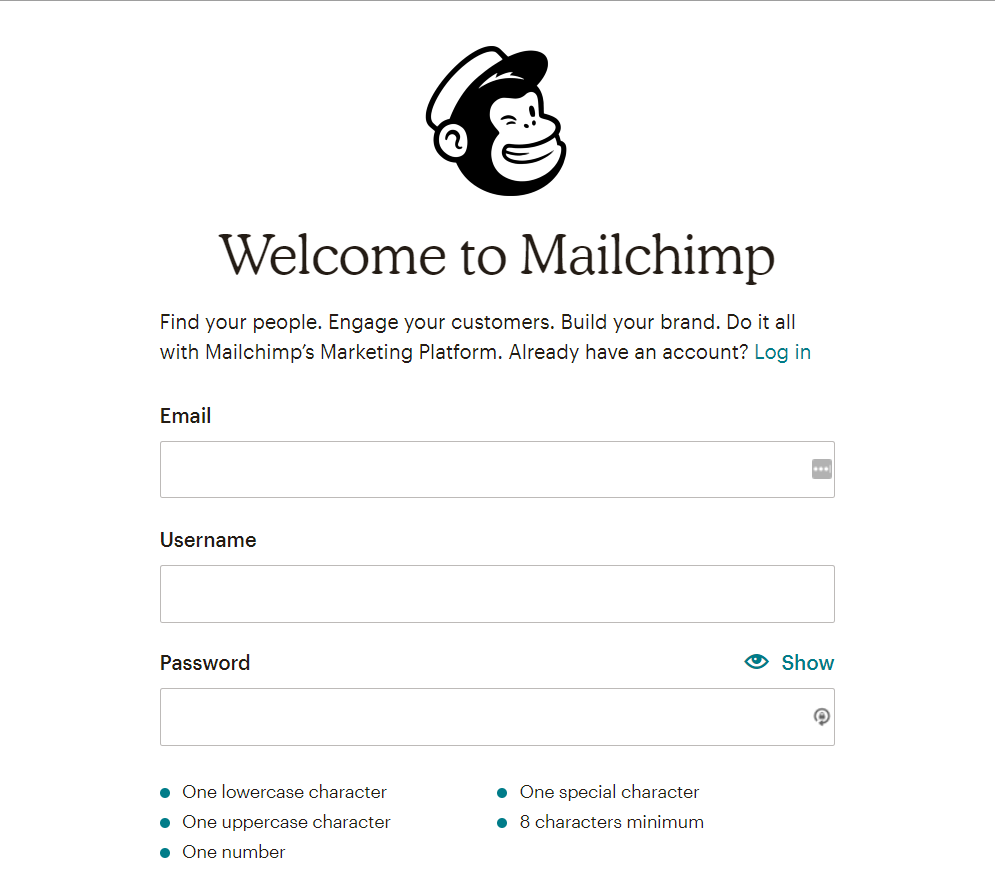 Welcome to Mailchimp
Find your people. Engage your customers. Build your brand. Do it all
with Mailchimp’s Marketing Platform. Already have an account? Log in
Email
Username
Password Show
One lowercase character
One uppercase character
One number
One special character
8 characters minimum